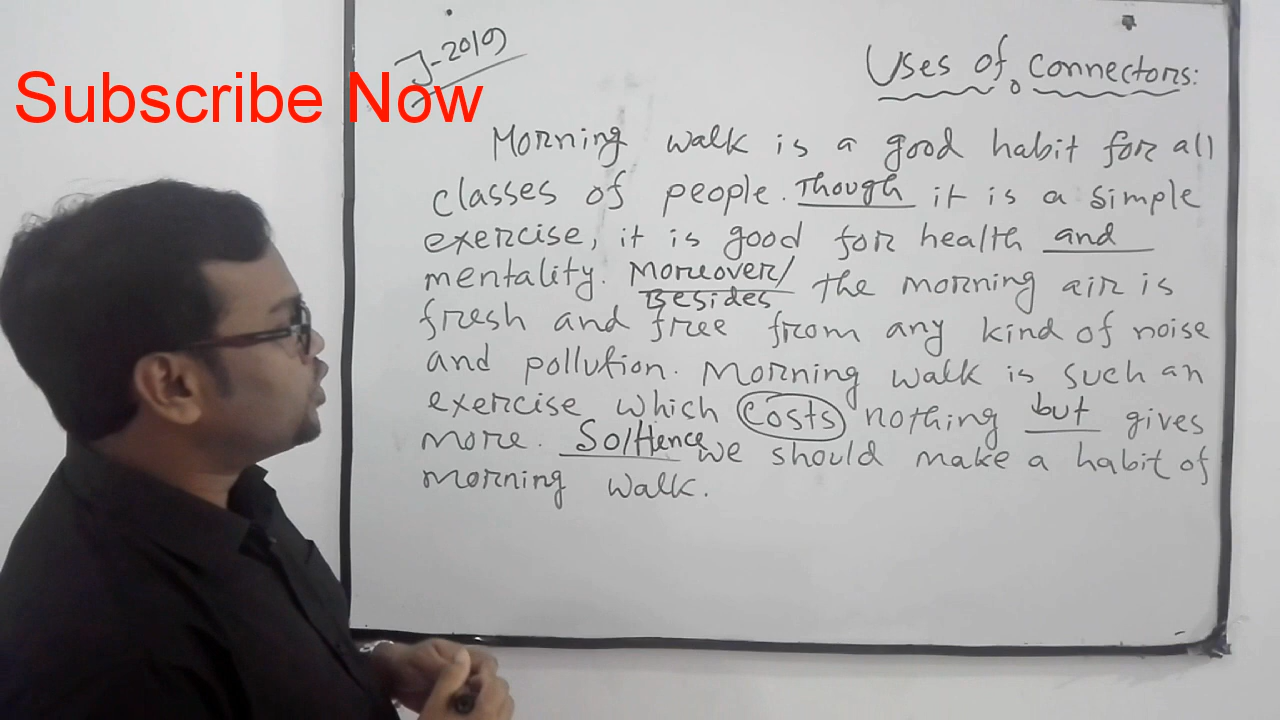 J-2019
Uses of Connectors:
Subscribe Now
Morning walk is a good habit for all
classes of people. Though it is a simple
exercise, it is good for health and
mentality. Moreover/ the morning air is
Besides
fresh and free from any kind of noise
and pollution. Morning walk is such an
exercise which costs nothing but gives
more. So/Hence we should make a habit of
morning walk.